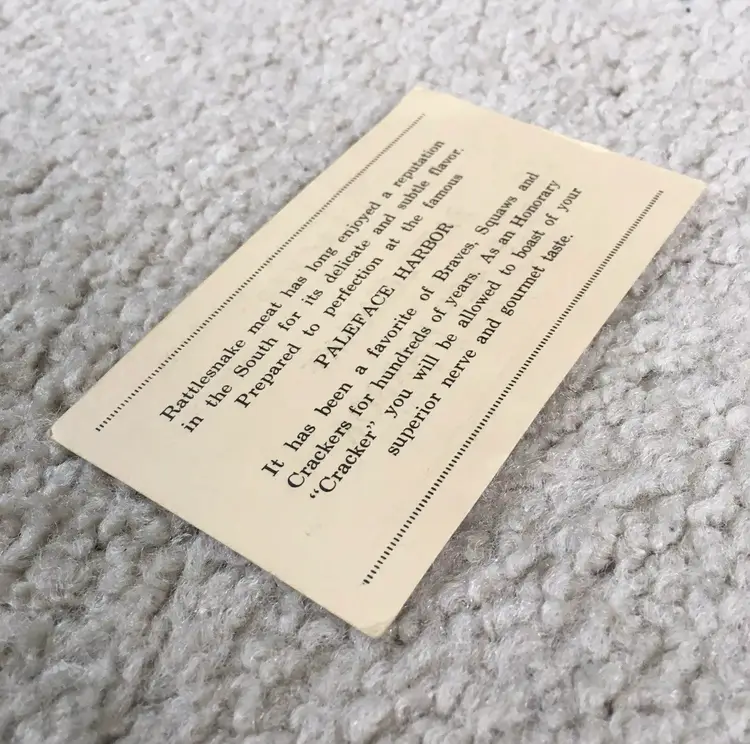 Rattlesnake meat has long enjoyed a reputation
in the South for its delicate and subtle flavor.
Prepared to perfection at the famous
PALEFACE HARBOR
It has been a favorite of Braves, Squaws and
Crackers for hundreds of years. As an Honorary
"Cracker" you will be allowed to boast of your
superior nerve and gourmet taste.